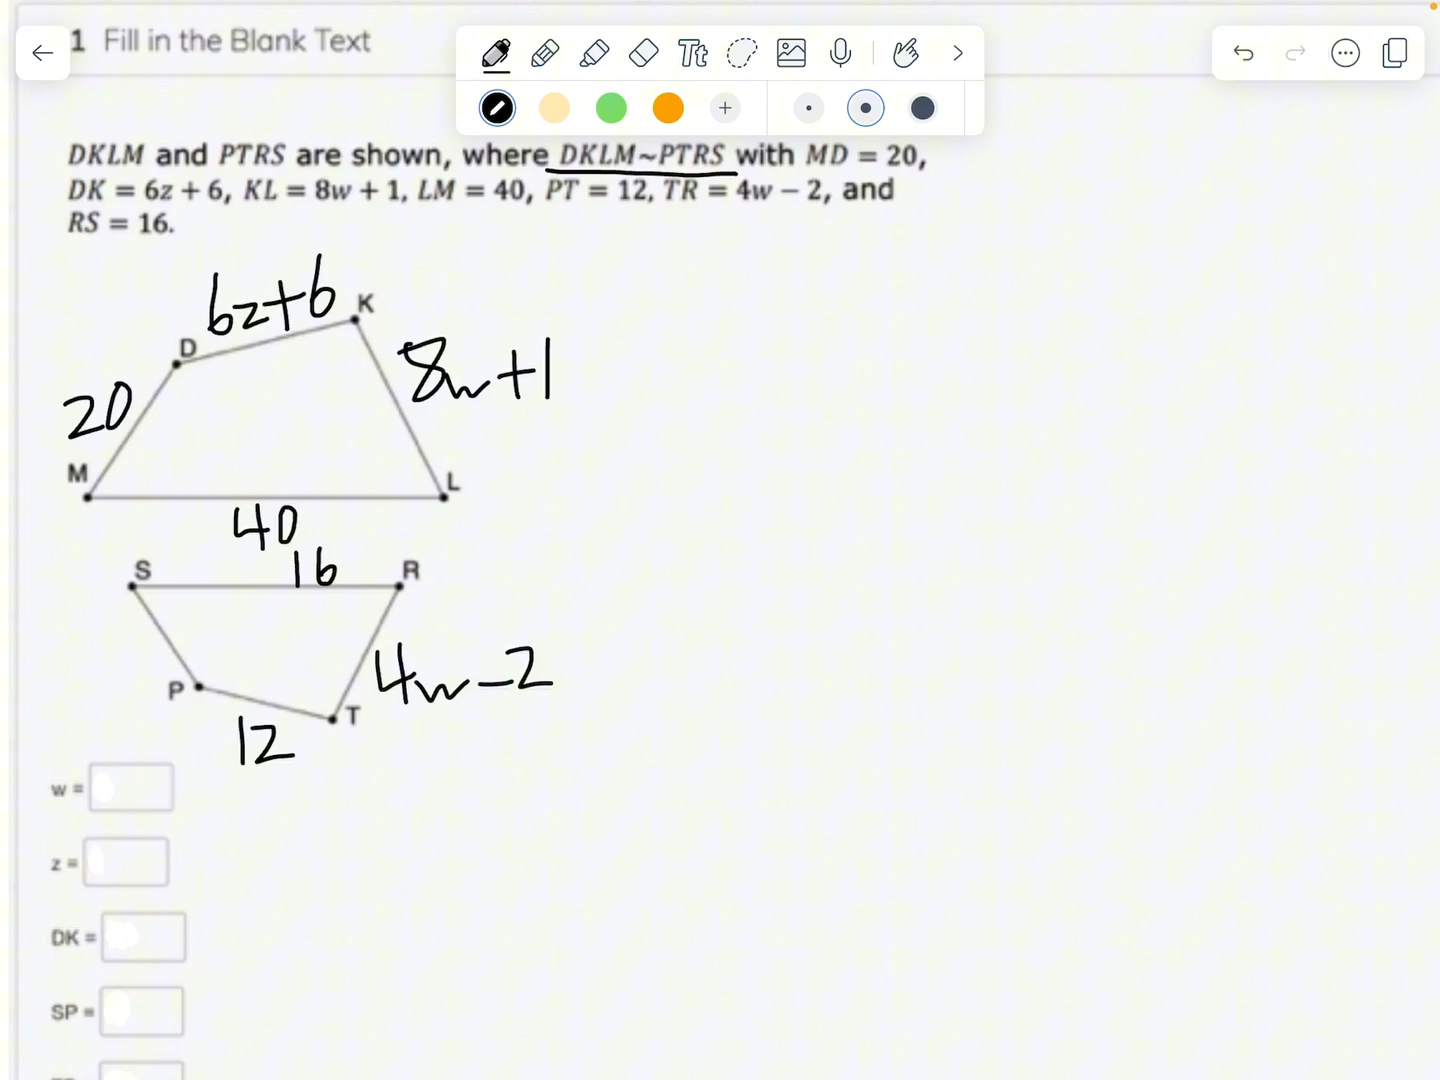 1 Fill in the Blank Text
Tt
DKLM and PTRS are shown, where DKLM~PTRS with MD = 20,
DK = 6z + 6, KL = 8w + 1, LM = 40, PT = 12, TR = 4w − 2, and
RS = 16.
6z+6
K
D
8w+1
20
M
L
40
S
16
R
4w-2
P
T
12
w =
z =
DK =
SP =